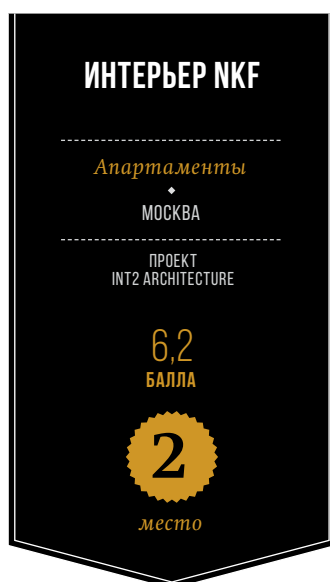 ИНТЕРЬЕР NKF
Апартаменты
МОСКВА
ПРОЕКТ
INT2 ARCHITECTURE
6,2
БАЛЛА
2
место